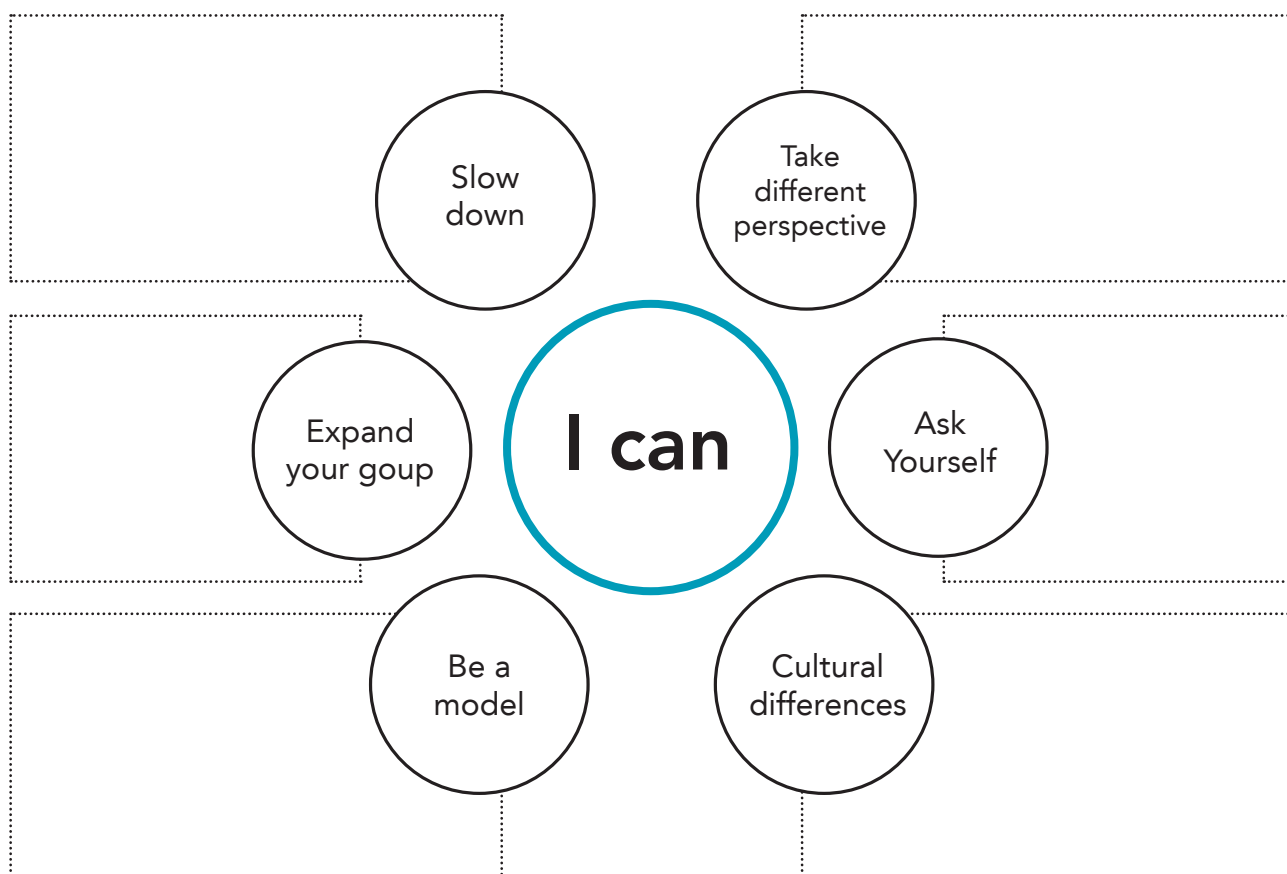 Slow
down
Take
different
perspective
Expand
your goup
I can
Ask
Yourself
Be a
model
Cultural
differences